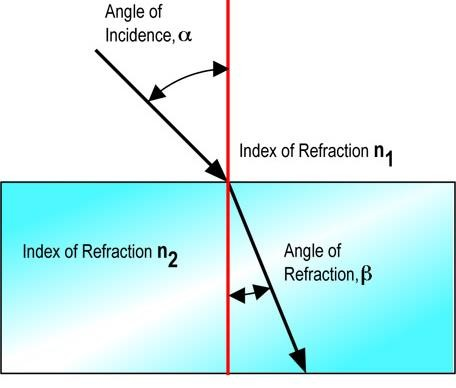 Angle of
Incidence, α
Index of Refraction n1
Index of Refraction n2
Angle of
Refraction, β